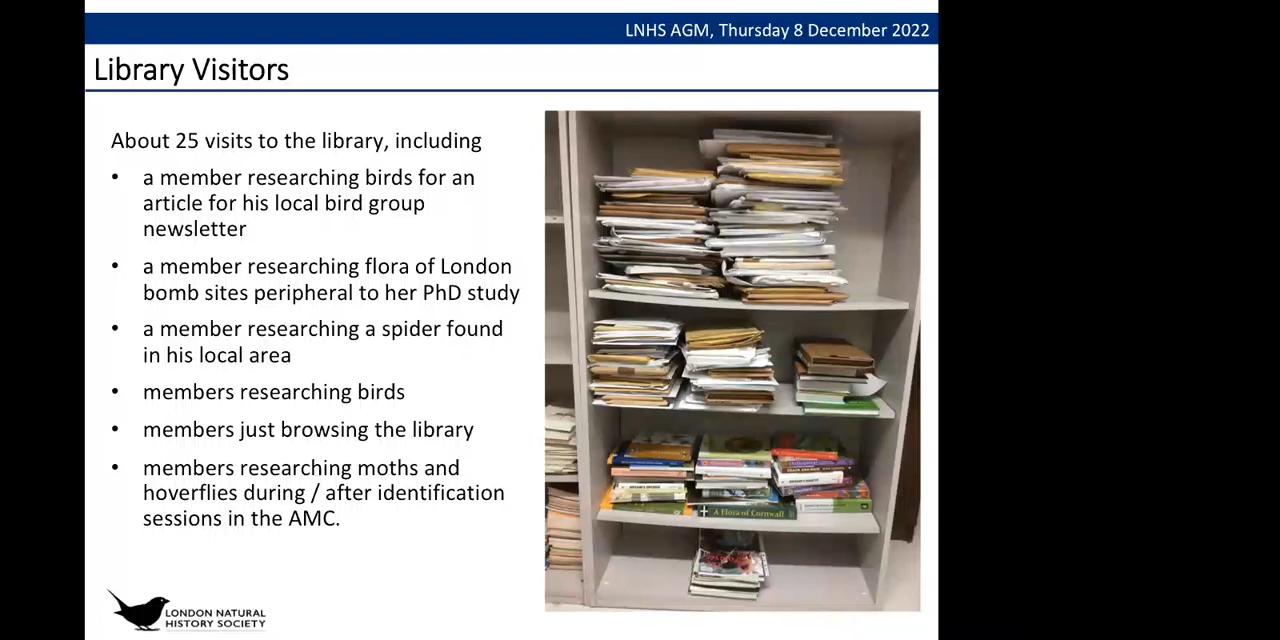 LNHS AGM, Thursday 8 December 2022
Library Visitors
About 25 visits to the library, including
• a member researching birds for an
article for his local bird group
newsletter
• a member researching flora of London
bomb sites peripheral to her PhD study
• a member researching a spider found
in his local area
• members researching birds
• members just browsing the library
• members researching moths and
hoverflies during / after identification
sessions in the AMC.
A Flora of Cornwall
LONDON NATURAL
HISTORY SOCIETY